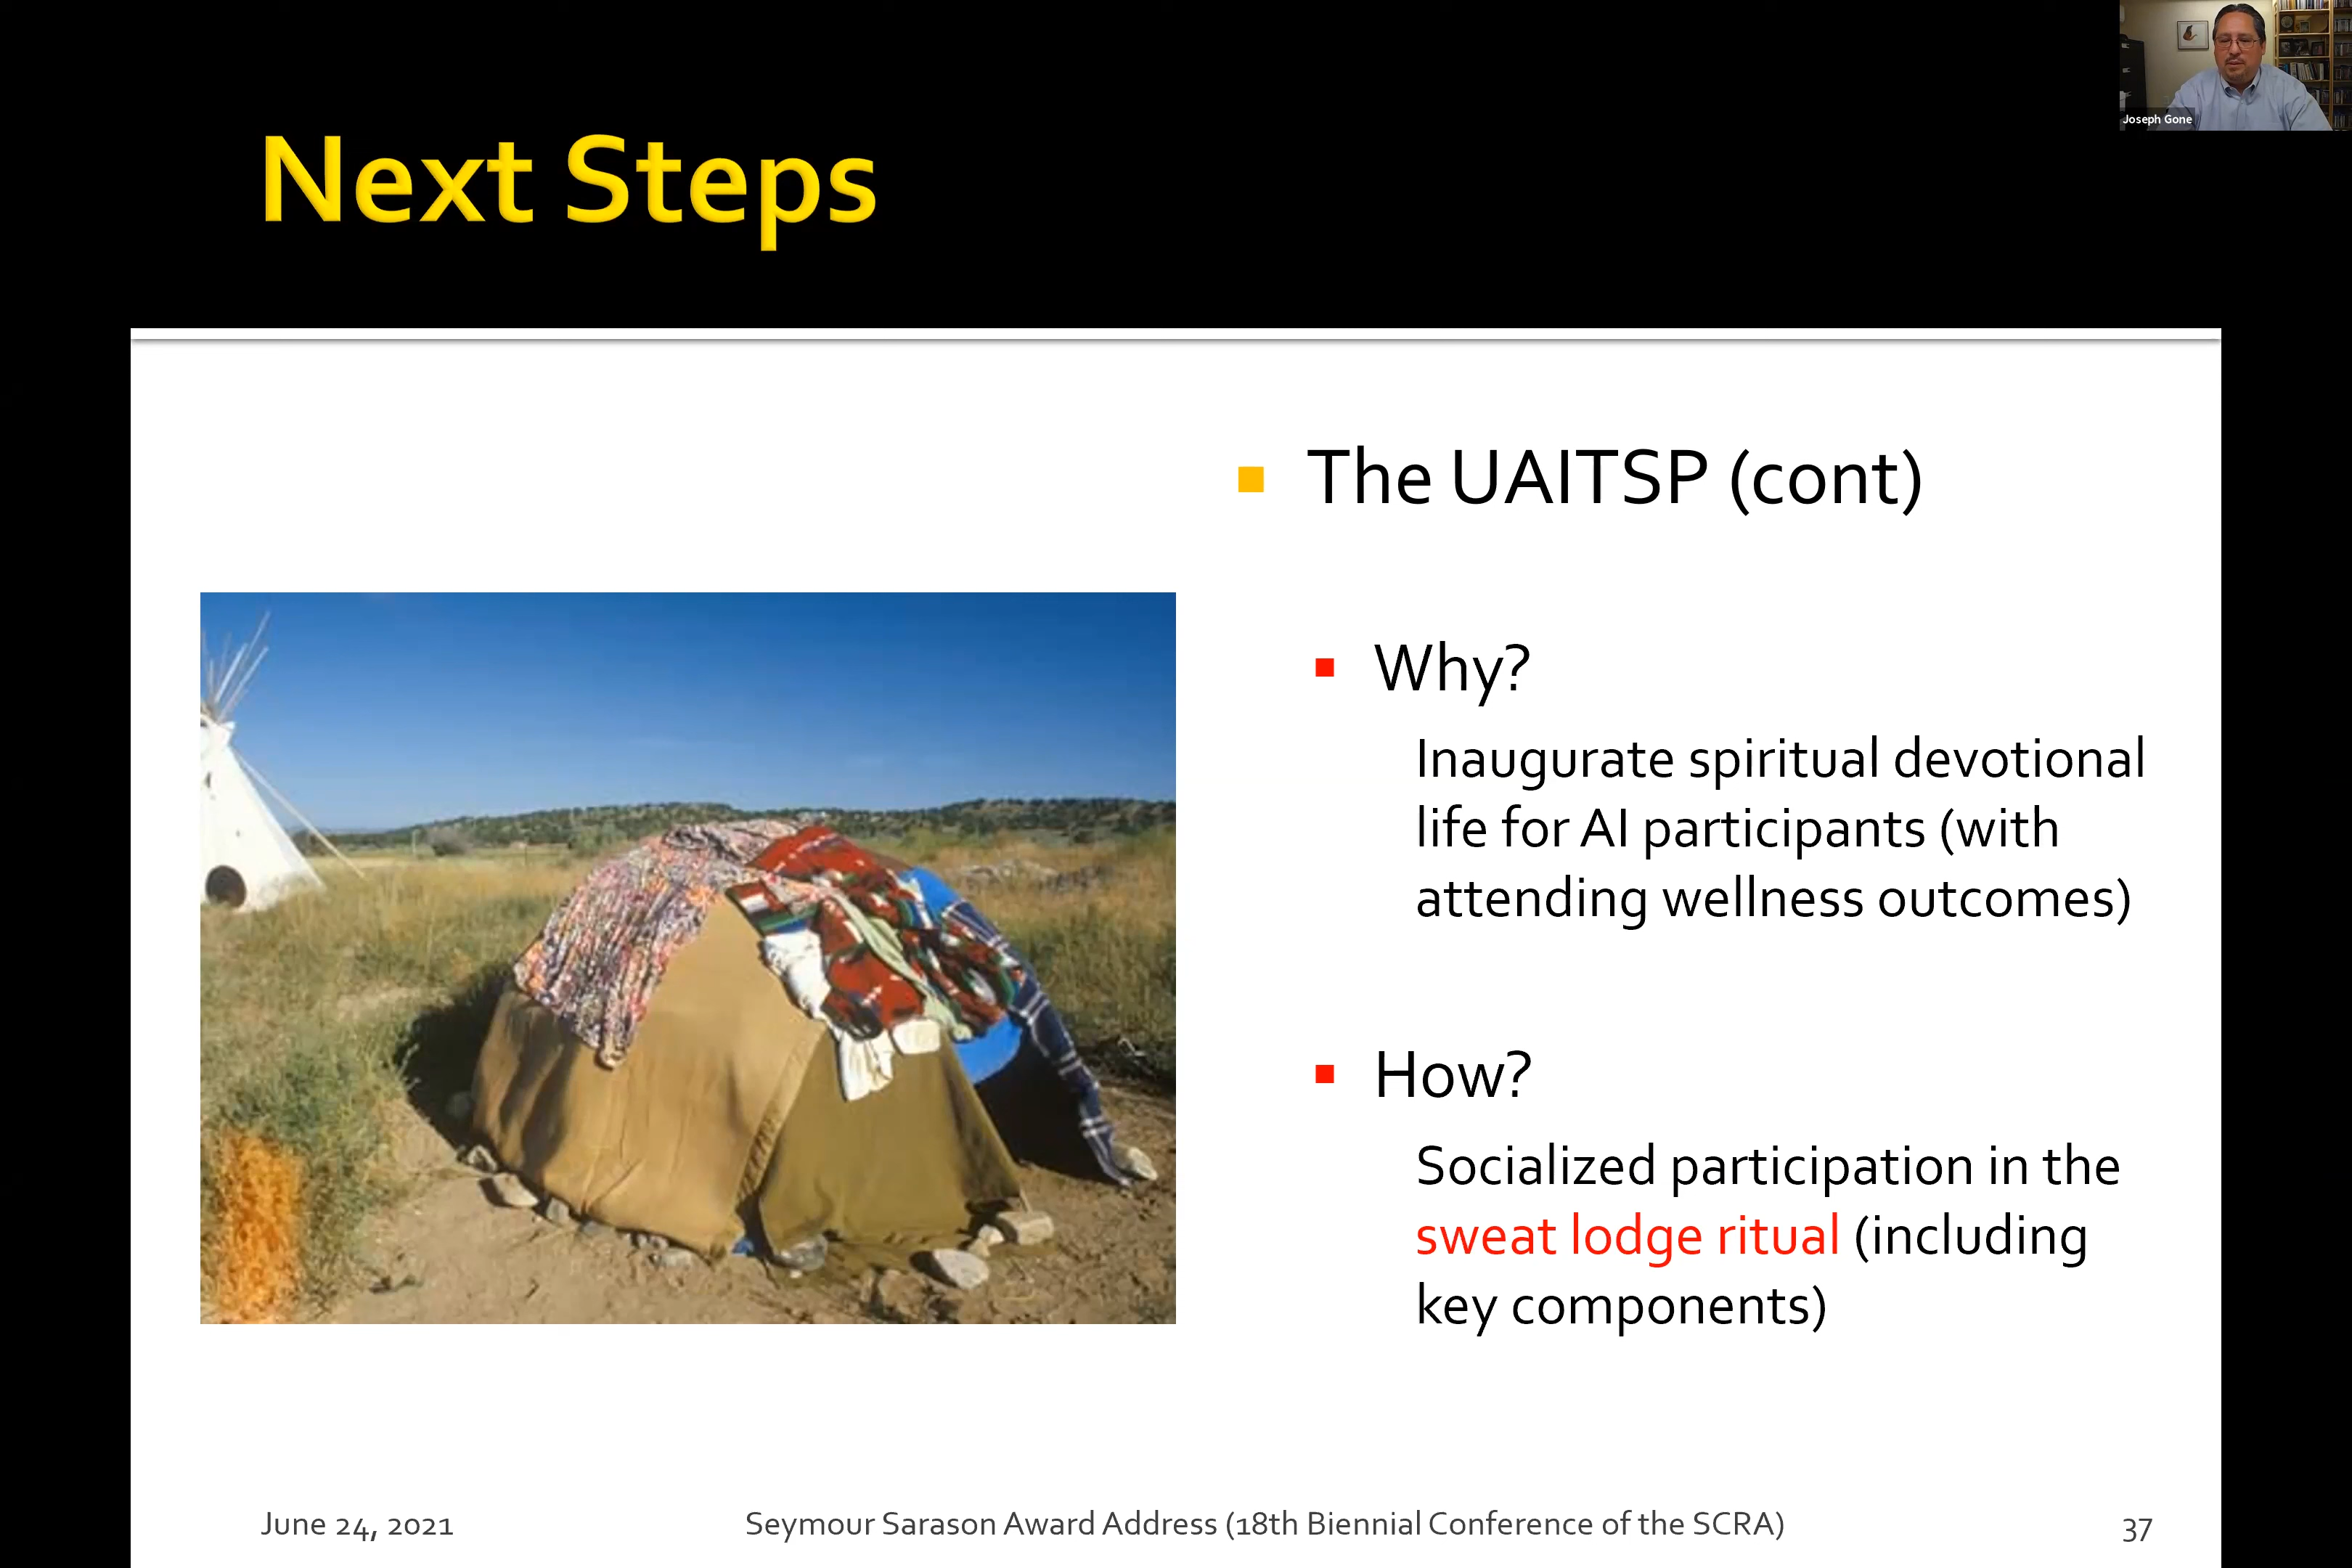 Joseph Gone
Next Steps
The UAITSP (cont)
Why?
Inaugurate spiritual devotional
life for AI participants (with
attending wellness outcomes)
How?
Socialized participation in the
sweat lodge ritual (including
key components)
June 24, 2021
Seymour Sarason Award Address (18th Biennial Conference of the SCRA)
37